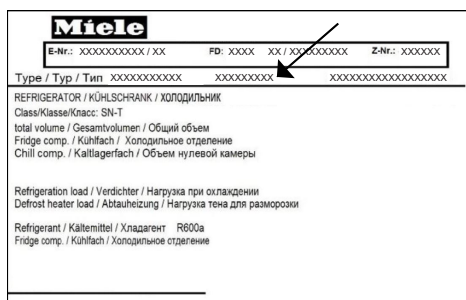 Miele
E-Nr.: XXXXXXXXXX / XX FD: XXXX XX / XXXXXXXXX Z-Nr.: XXXXXX
Type / Typ / Тип XXXXXXXXXXX XXXXXXXXX XXXXXXXXXXXXXXXXXX
REFRIGERATOR / KÜHLSCHRANK / ХОЛОДИЛЬНИК
Class/Klasse/Класс: SN-T
total volume / Gesamtvolumen / Общий объем
Fridge comp. / Kühlfach / Холодильное отделение
Chill comp. / Kaltlagerfach / Объем нулевой камеры
Refrigeration load / Verdichter / Нагрузка при охлаждении
Defrost heater load / Abtauheizung / Нагрузка тена для разморозки
Refrigerant / Kältemittel / Хладагент R600a
Fridge comp. / Kühlfach / Холодильное отделение